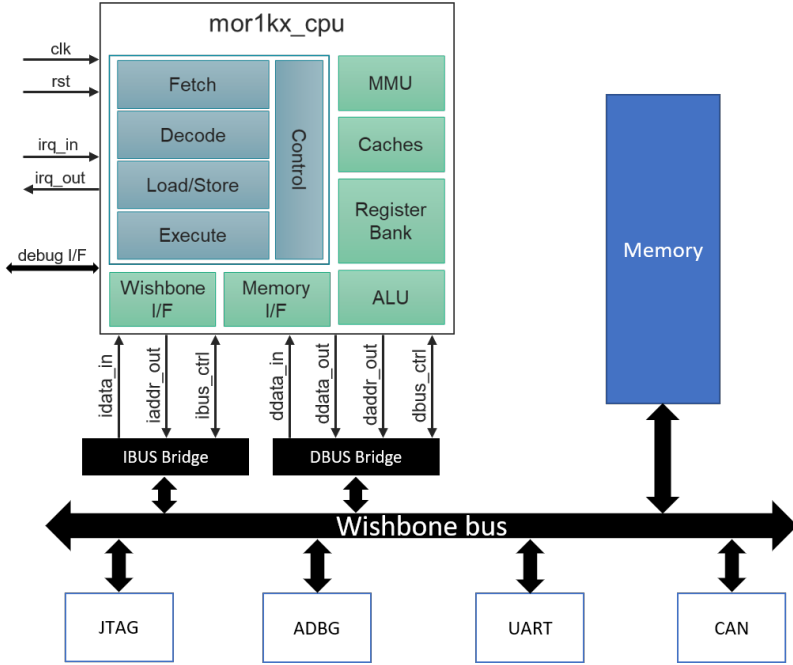 mor1kx_cpu
clk
rst
irq_in
irq_out
debug I/F
Fetch
Decode
Load/Store
Execute
Control
MMU
Caches
Register
Bank
ALU
Wishbone
I/F
Memory
I/F
Memory
idata_in
iaddr_out
ibus_ctrl
ddata_in
ddata_out
daddr_out
dbus_ctrl
IBUS Bridge
DBUS Bridge
Wishbone bus
JTAG
ADBG
UART
CAN